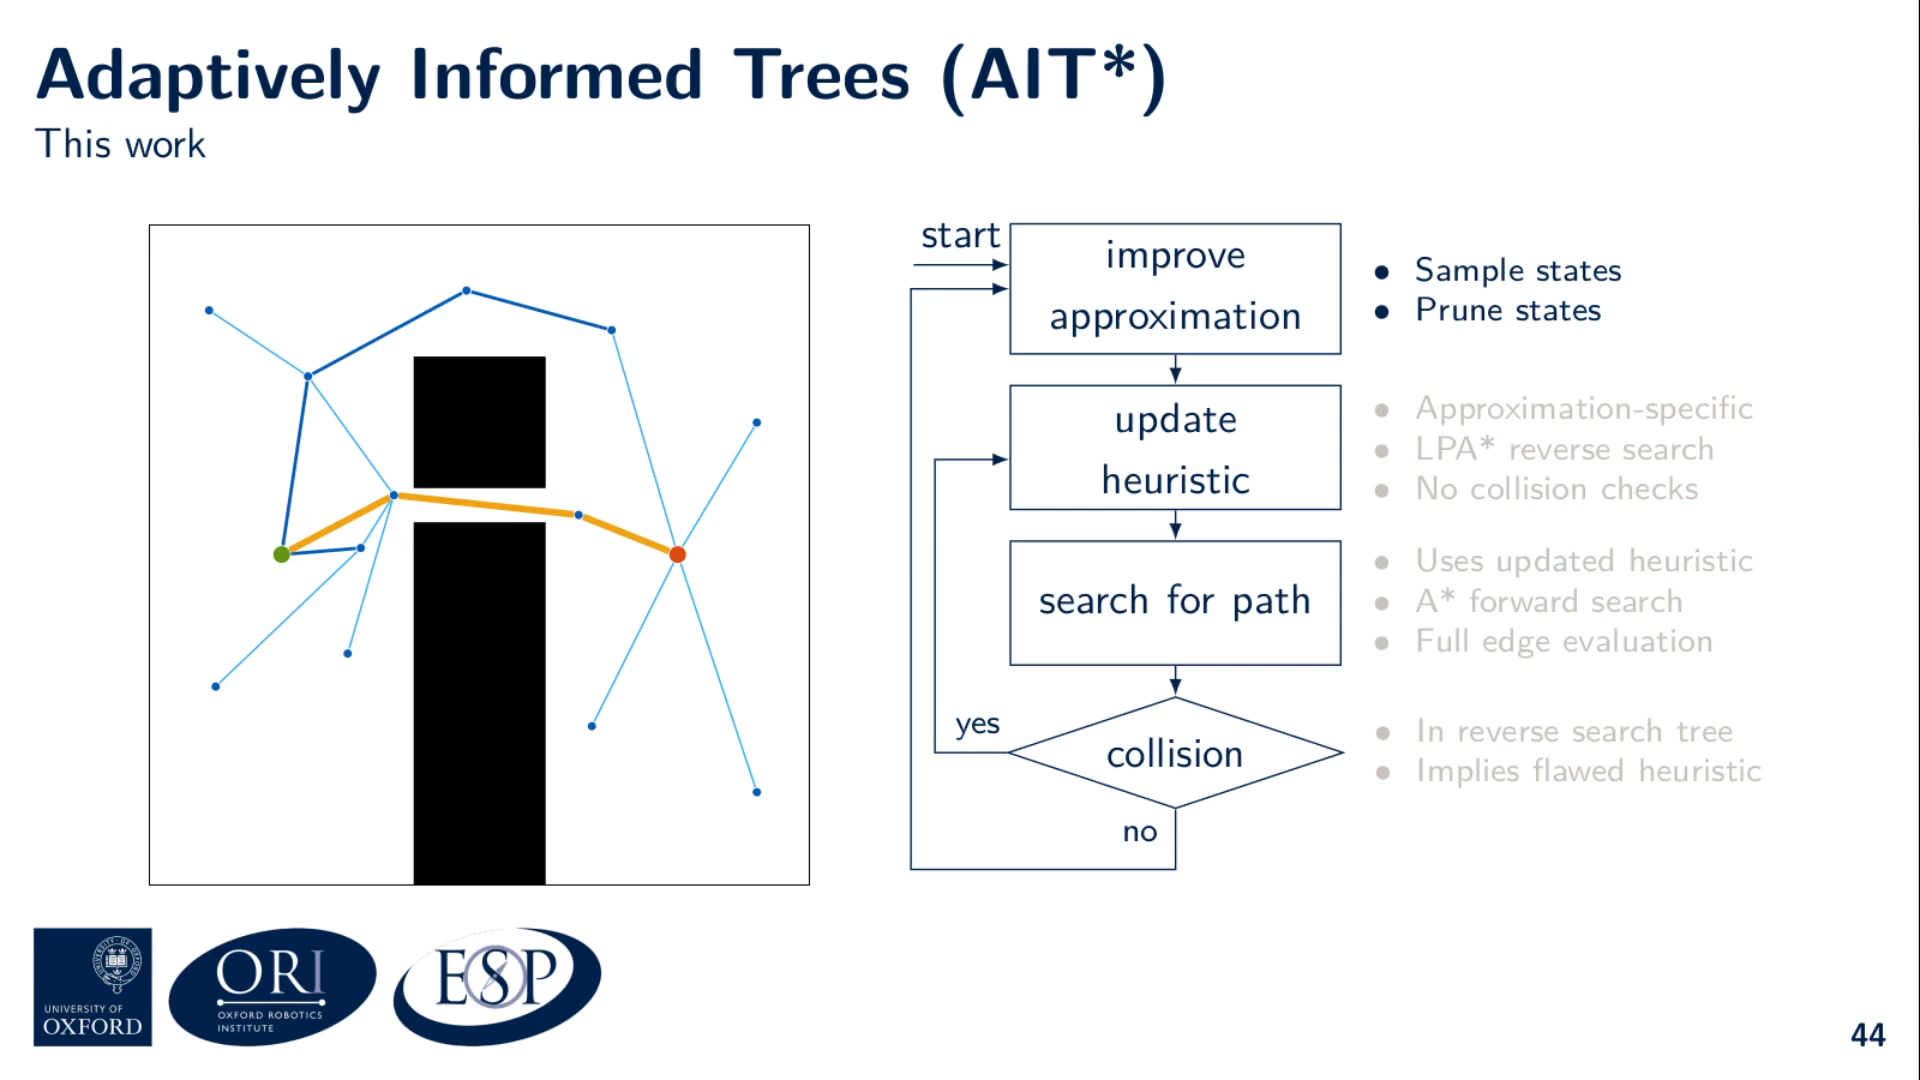 Adaptively Informed Trees (AIT*)
This work
start
improve
approximation
• Sample states
• Prune states
update
heuristic
• Approximation-specific
• LPA* reverse search
• No collision checks
search for path
• Uses updated heuristic
• A* forward search
• Full edge evaluation
yes
collision
no
• In reverse search tree
• Implies flawed heuristic
UNIVERSITY OF
OXFORD
ORI
OXFORD ROBOTICS
INSTITUTE
ESP
44